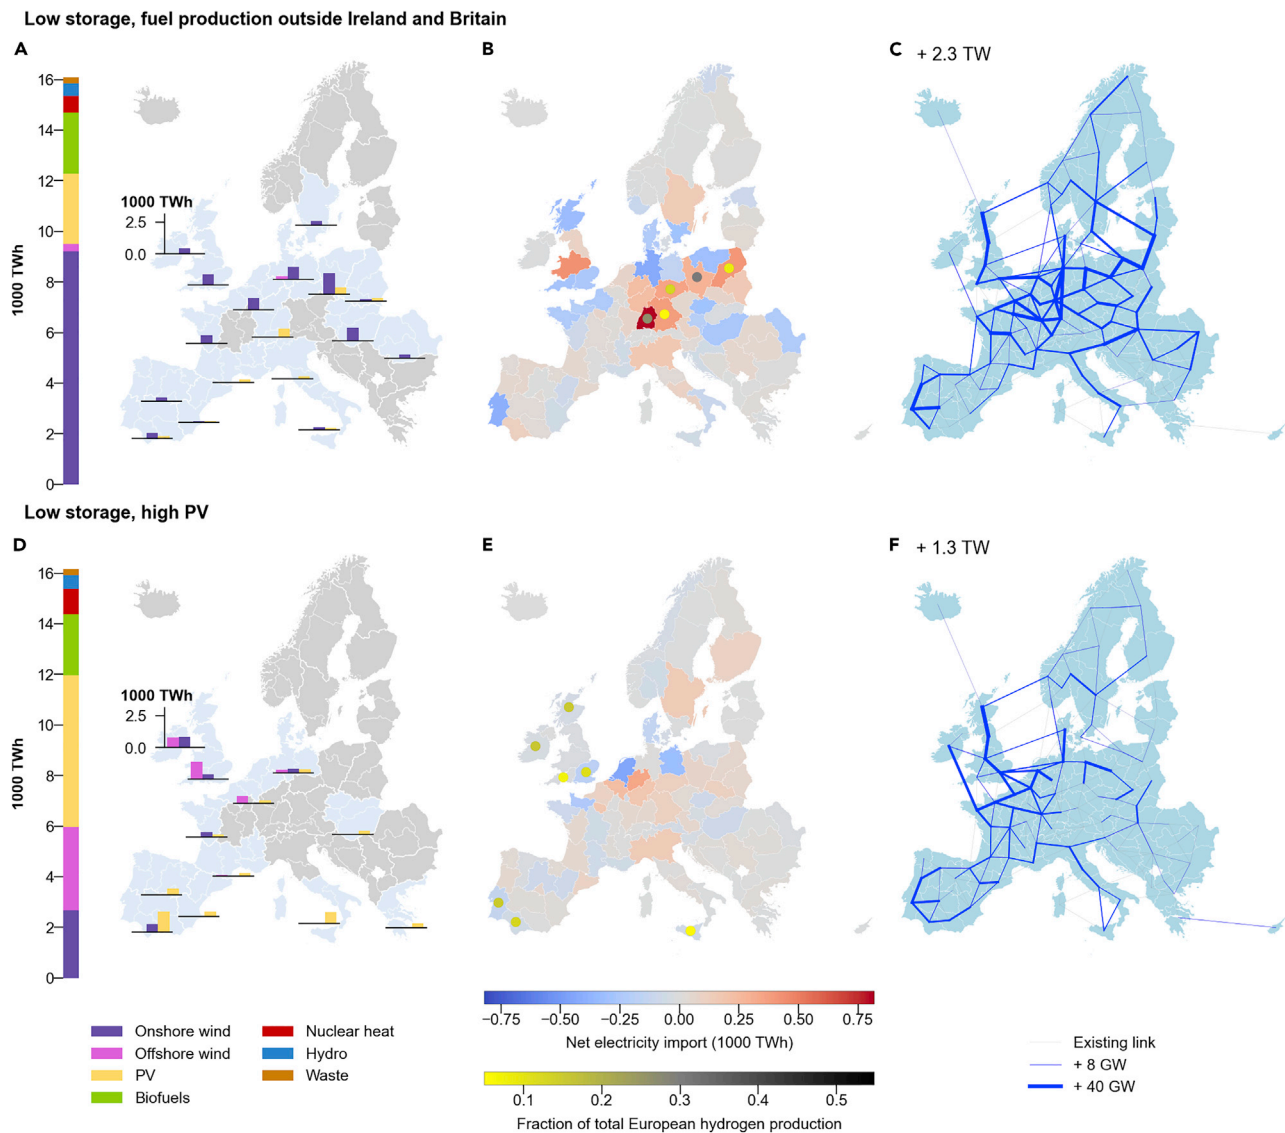 Low storage, fuel production outside Ireland and Britain
A
B
C
+ 2.3 TW
16
14
12
10
8
6
4
2
0
1000 TWh
1000 TWh
2.5
0.0
Low storage, high PV
D
E
F
+ 1.3 TW
16
14
12
10
8
6
4
2
0
1000 TWh
1000 TWh
2.5
0.0
−0.75 −0.50 −0.25 0.00 0.25 0.50 0.75
Net electricity import (1000 TWh)
0.1 0.2 0.3 0.4 0.5
Fraction of total European hydrogen production
Onshore wind
Offshore wind
PV
Biofuels
Nuclear heat
Hydro
Waste
Existing link
+ 8 GW
+ 40 GW